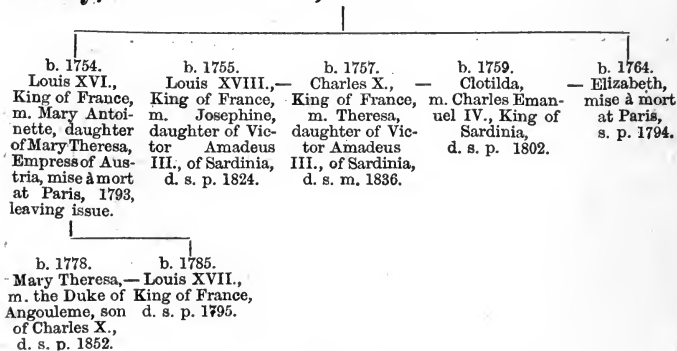 b. 1754.
Louis XVI.,
King of France,
m. Mary Antoi-
nette, daughter
of Mary Theresa,
Empress of Aus-
tria, mise à mort
at Paris, 1793,
leaving issue.
b. 1755.
Louis XVIII.,—
King of France,
m. Josephine,
daughter of Vic-
tor Amadeus
III., of Sardinia,
d. s. p. 1824.
b. 1757.
Charles X.,
King of France,
m. Theresa,
daughter of Vic-
tor Amadeus
III., of Sardinia,
d. s. m. 1836.
b. 1759.
— Clotilda,
m. Charles Eman-
uel IV., King of
Sardinia,
d. s. p. 1802.
b. 1764.
— Elizabeth,
mise à mort
at Paris,
s. p. 1794.
b. 1778.
Mary Theresa,—
m. the Duke of
Angouleme, son
of Charles X.,
d. s. p. 1852.
b. 1785.
Louis XVII.,
King of France,
d. s. p. 1795.